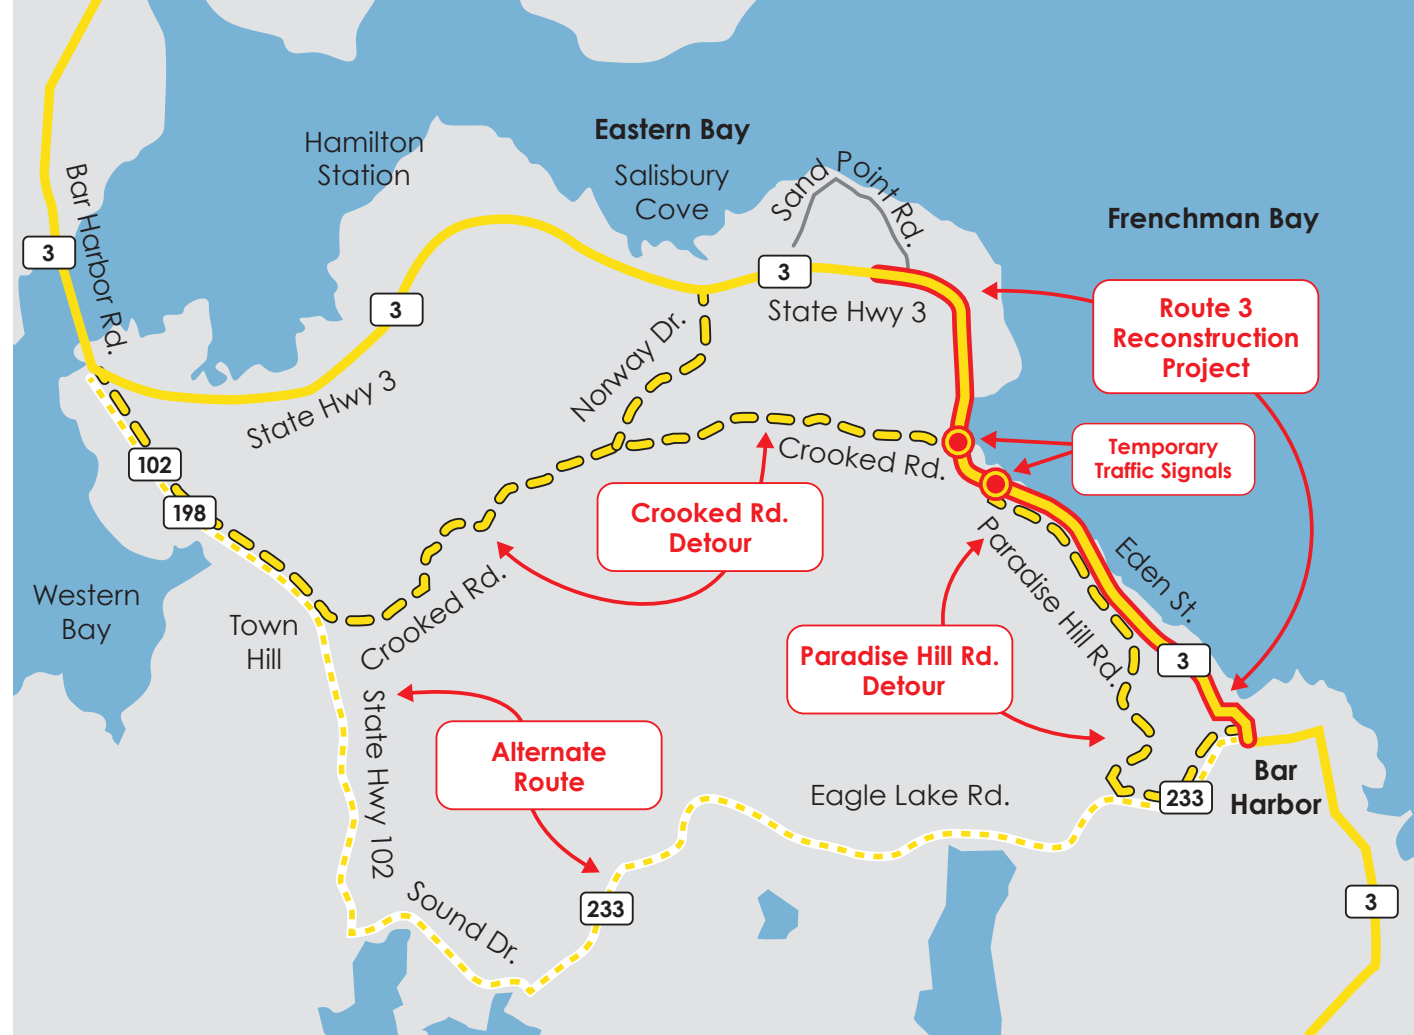 Eastern Bay
Hamilton
Station
Salisbury
Cove
Sand Point Rd.
Frenchman Bay
Bar Harbor Rd.
3
3
3
State Hwy 3
Route 3
Reconstruction
Project
Norway Dr.
State Hwy 3
Temporary
Traffic Signals
Crooked Rd.
102
198
Crooked Rd.
Detour
Paradise Hill Rd.
Eden St.
Western
Bay
Town
Hill
Crooked Rd.
Paradise Hill Rd.
Detour
3
State Hwy 102
Alternate
Route
Eagle Lake Rd.
233
Bar
Harbor
Sound Dr.
233
3